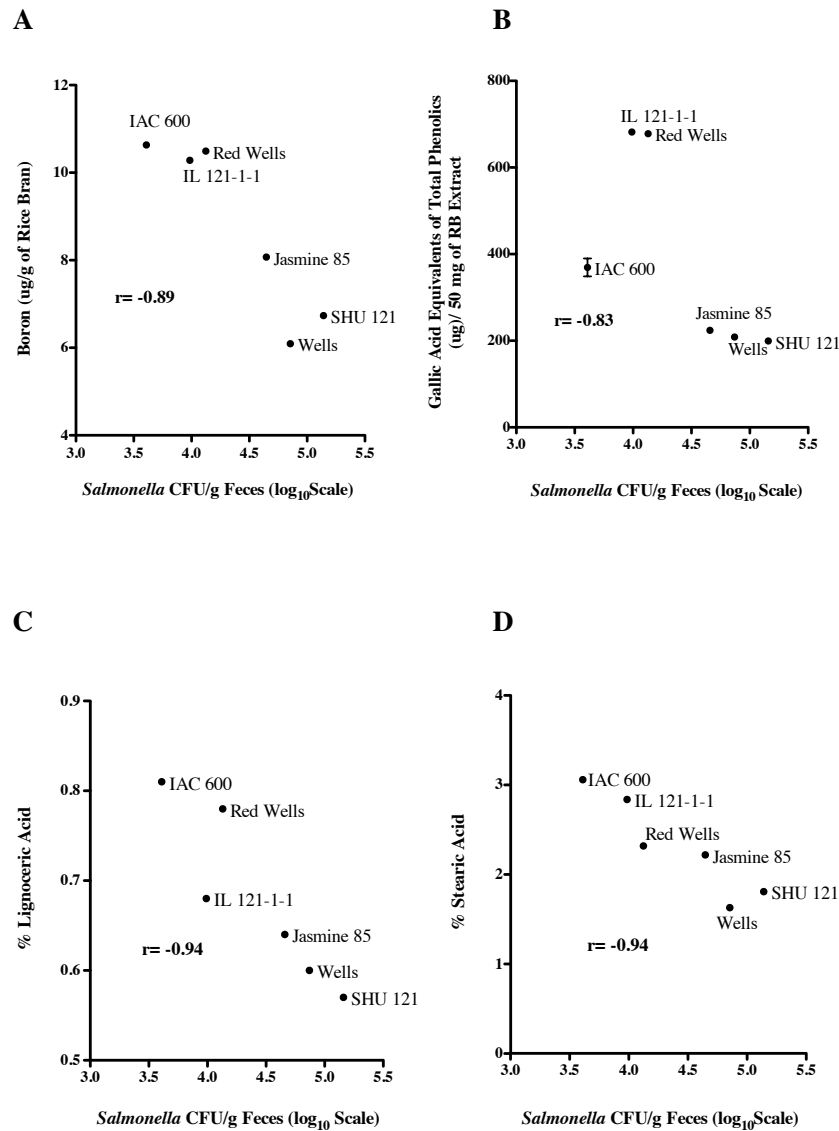 A
Boron (ug/g of Rice Bran)
12
10
8
6
4
IAC 600
Red Wells
IL 121-1-1
Jasmine 85
r= -0.89
SHU 121
Wells
3.0 3.5 4.0 4.5 5.0 5.5
Salmonella CFU/g Feces (log10Scale)
B
Gallic Acid Equivalents of Total Phenolics
(ug)/ 50 mg of RB Extract
800
600
400
200
0
IL 121-1-1
Red Wells
IAC 600
r= -0.83
Jasmine 85
Wells
SHU 121
3.0 3.5 4.0 4.5 5.0 5.5
Salmonella CFU/g Feces (log10Scale)
C
% Lignoceric Acid
0.9
0.8
0.7
0.6
0.5
IAC 600
Red Wells
IL 121-1-1
Jasmine 85
r= -0.94
Wells
SHU 121
3.0 3.5 4.0 4.5 5.0 5.5
Salmonella CFU/g Feces (log10 Scale)
D
% Stearic Acid
4
3
2
1
0
IAC 600
IL 121-1-1
Red Wells
Jasmine 85
SHU 121
Wells
r= -0.94
3.0 3.5 4.0 4.5 5.0 5.5
Salmonella CFU/g Feces (log10 Scale)